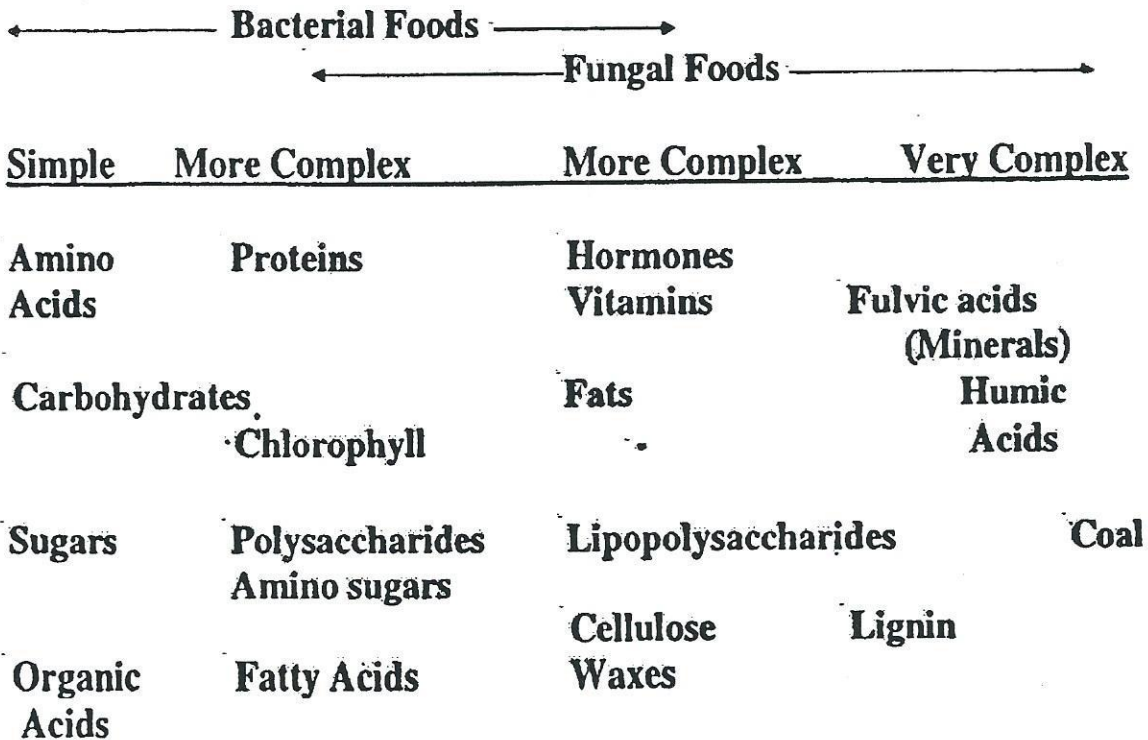 Bacterial Foods
Fungal Foods
Simple More Complex More Complex Very Complex
Amino Proteins Hormones
Acids Vitamins Fulvic acids
(Minerals)
Carbohydrates Fats Humic
Chlorophyll Acids
Sugars Polysaccharides Lipopolysaccharides Coal
Amino sugars
Cellulose Lignin
Organic Fatty Acids Waxes
Acids